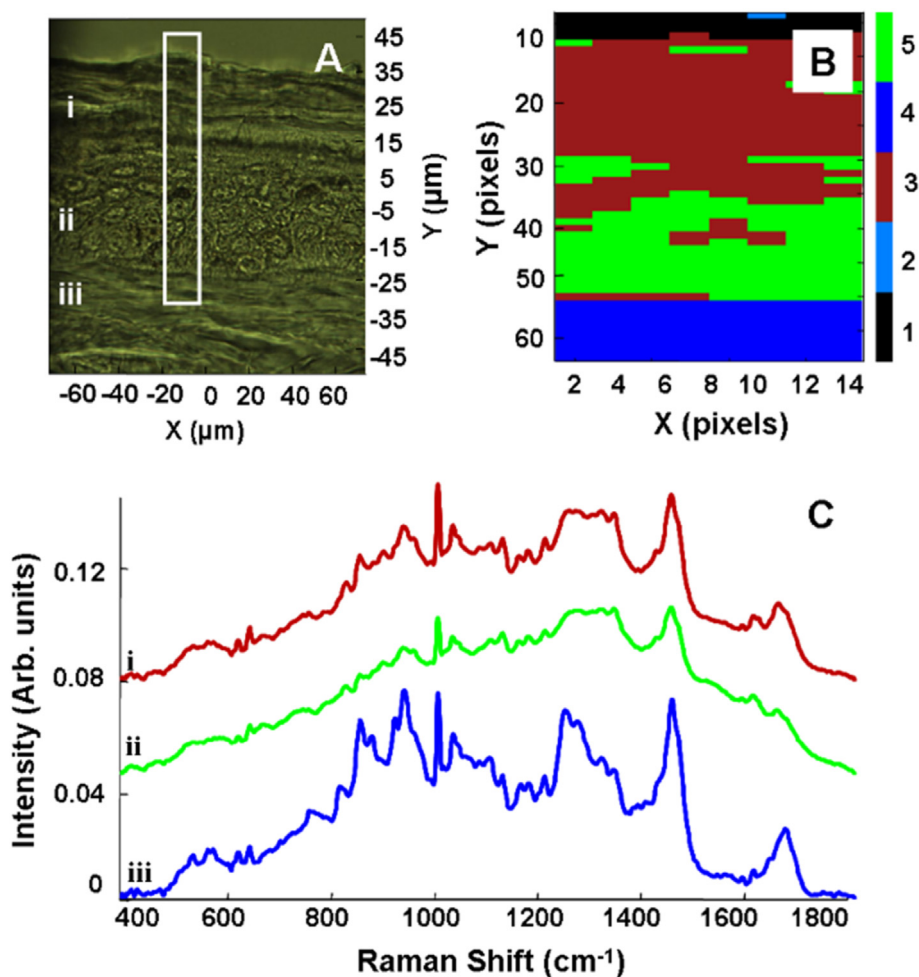 A
i
ii
iii
45
35
25
15
5
-5
-15
-25
-35
-45
Y (µm)
-60 -40 -20 0 20 40 60
X (µm)
B
10
20
30
40
50
60
Y (pixels)
2 4 6 8 10 12 14
X (pixels)
5
4
3
2
1
C
0.12
0.08
0.04
0
Intensity (Arb. units)
i
ii
iii
400 600 800 1000 1200 1400 1600 1800
Raman Shift (cm⁻¹)